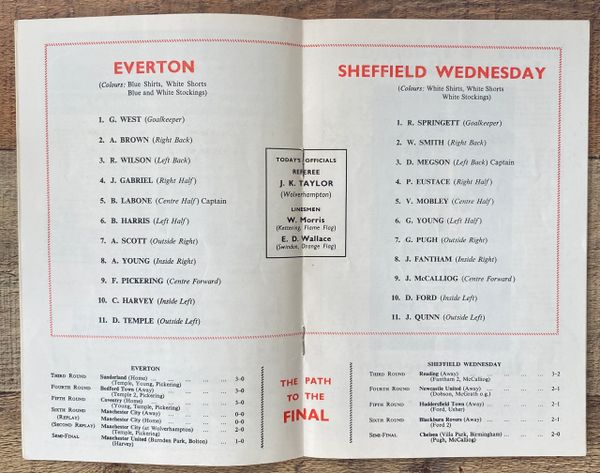 EVERTON
(Colours: Blue Shirts, White Shorts
Blue and White Stockings)
1. G. WEST (Goalkeeper)
2. A. BROWN (Right Back)
3. R. WILSON (Left Back)
4. J. GABRIEL (Right Half)
5. B. LABONE (Centre Half) Captain
6. B. HARRIS (Left Half)
7. A. SCOTT (Outside Right)
8. A. YOUNG (Inside Right)
9. F. PICKERING (Centre Forward)
10. C. HARVEY (Inside Left)
11. D. TEMPLE (Outside Left)
TODAY'S OFFICIALS
REFEREE
J. K. TAYLOR
(Wolverhampton)
LINESMEN
W. Morris
(Kettering, Flame Flag)
E. D. Wallace
(Swindon, Orange Flag)
SHEFFIELD WEDNESDAY
(Colours: White Shirts, White Shorts
White Stockings)
1. R. SPRINGETT (Goalkeeper)
2. W. SMITH (Right Back)
3. D. MEGSON (Left Back) Captain
4. P. EUSTACE (Right Half)
5. V. MOBLEY (Centre Half)
6. G. YOUNG (Left Half)
7. G. PUGH (Outside Right)
8. J. FANTHAM (Inside Right)
9. J. McCALLIOG (Centre Forward)
10. D. FORD (Inside Left)
11. J. QUINN (Outside Left)
EVERTON
THIRD ROUND Sunderland (Home) ... ... ... ... 3-0
(Temple, Young, Pickering)
FOURTH ROUND Bedford Town (Away) ... ... ... 3-0
(Temple 2, Pickering)
FIFTH ROUND Coventry (Home) ... ... ... ... 3-0
(Young, Temple, Pickering)
SIXTH ROUND Manchester City (Away) ... ... ... 0-0
(REPLAY) Manchester City (Home) ... ... ... 0-0
(SECOND REPLAY) Manchester City (at Wolverhampton) ... ... 2-0
(Temple, Pickering)
SEMI-FINAL Manchester United (Burnden Park, Bolton) ... 1-0
(Harvey)
THE PATH
TO THE
FINAL
SHEFFIELD WEDNESDAY
THIRD ROUND Reading (Away) ... ... ... ... 3-2
(Fantham 2, McCalliog)
FOURTH ROUND Newcastle United (Away) ... ... ... 2-1
(Dobson, McGrath o.g.)
FIFTH ROUND Huddersfield Town (Away) ... ... ... 2-1
(Ford, Usher)
SIXTH ROUND Blackburn Rovers (Away) ... ... ... 2-1
(Ford 2)
SEMI-FINAL Chelsea (Villa Park, Birmingham) ... ... ... 2-0
(Pugh, McCalliog)